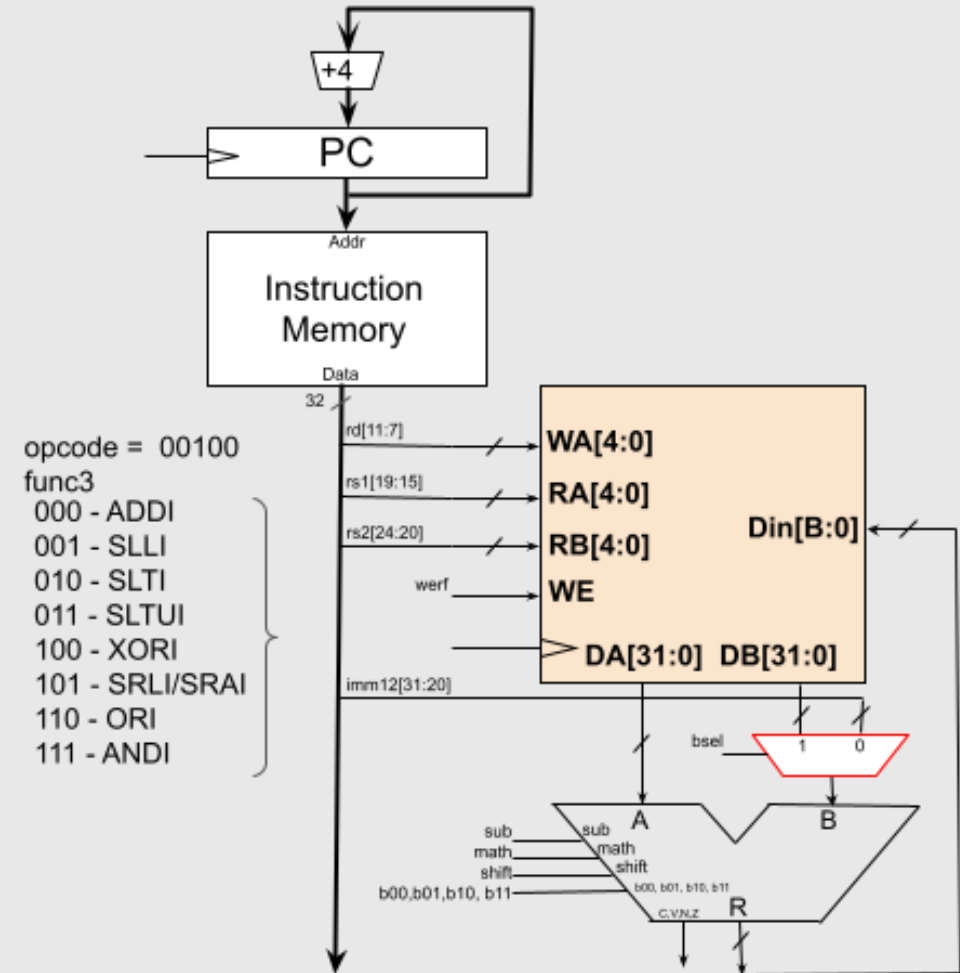 +4
PC
Addr
Instruction
Memory
Data
32
opcode = 00100
func3
000 - ADDI
001 - SLLI
010 - SLTI
011 - SLTUI
100 - XORI
101 - SRLI/SRAI
110 - ORI
111 - ANDI
rd[11:7]
rs1[19:15]
rs2[24:20]
werf
imm12[31:20]
WA[4:0]
RA[4:0]
RB[4:0]
WE
Din[B:0]
DA[31:0] DB[31:0]
bsel
1 0
A B
sub sub
math math
shift shift
b00,b01,b10, b11 b00, b01, b10, b11
C,V,N,Z R